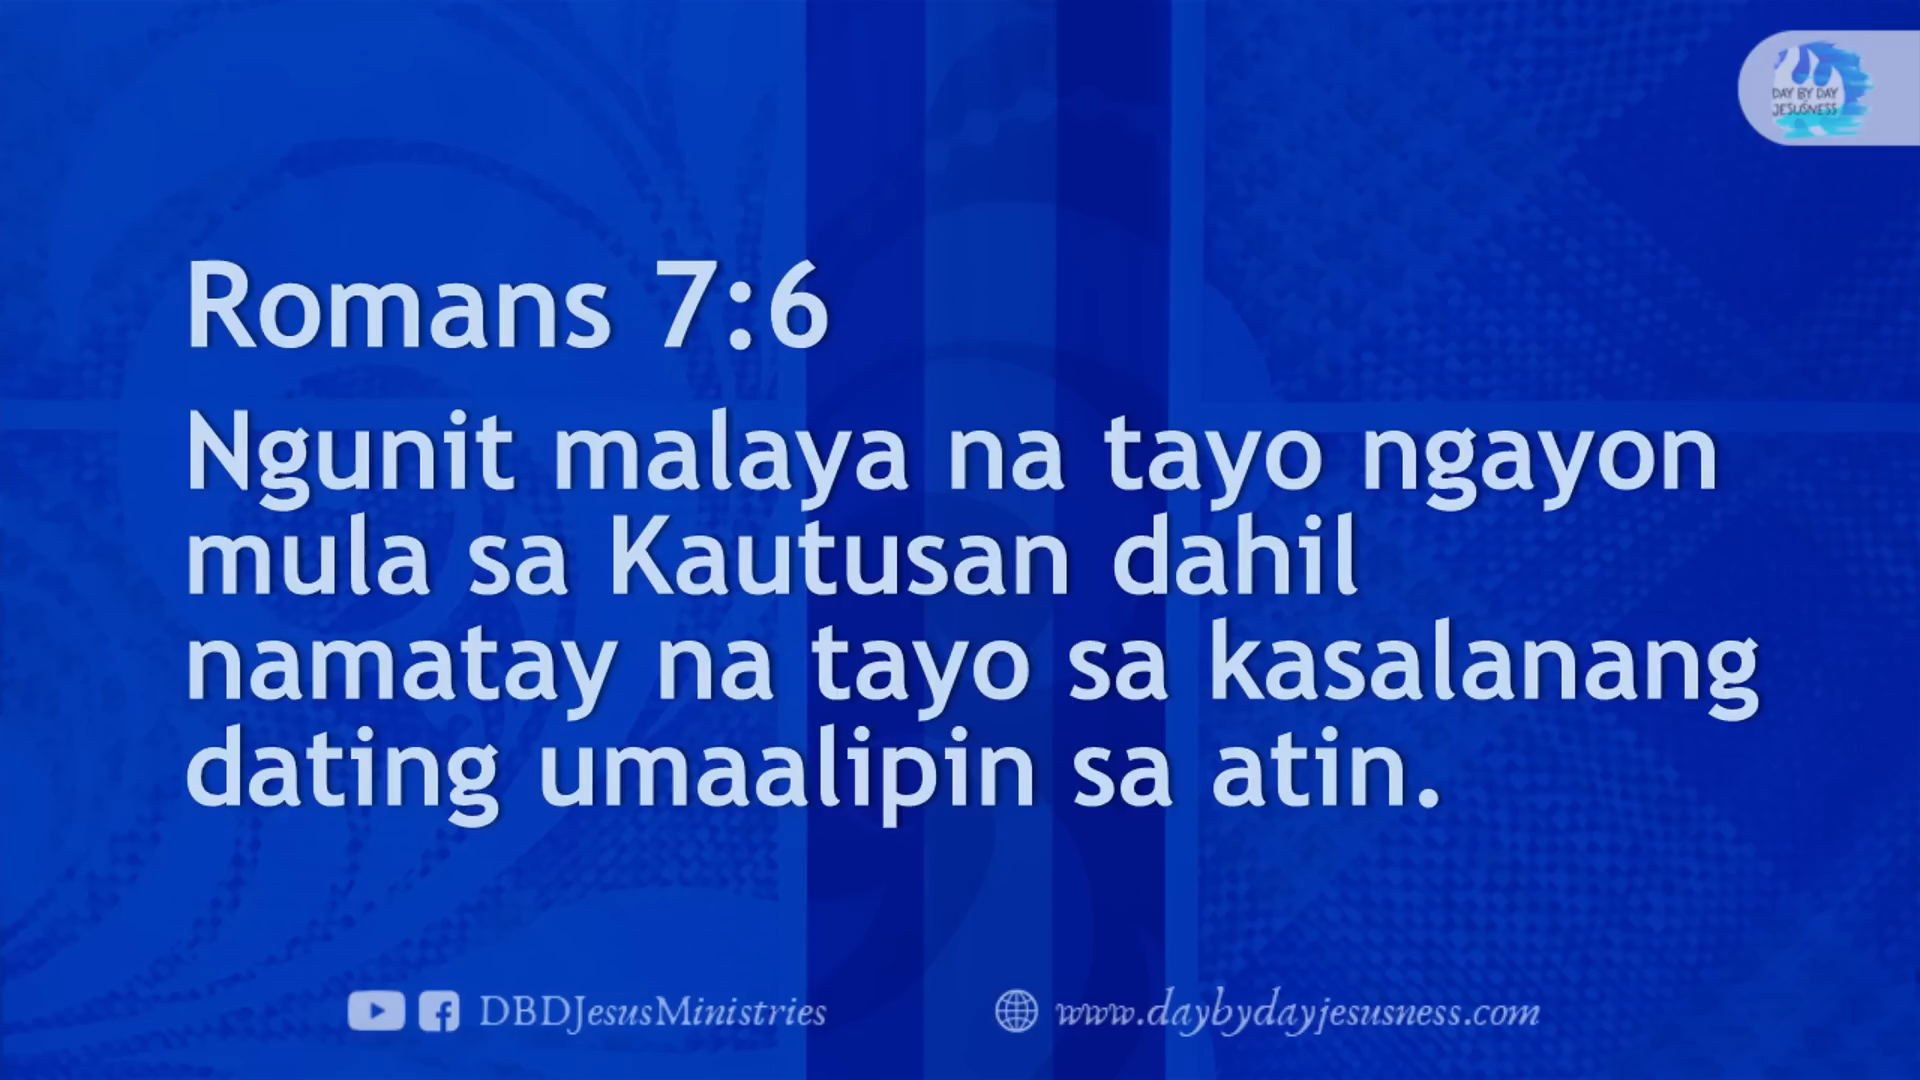 DAY BY DAY
JESUSNESS
Romans 7:6
Ngunit malaya na tayo ngayon
mula sa Kautusan dahil
namatay na tayo sa kasalanang
dating umaalipin sa atin.
DBDJesusMinistries
www.daybydayjesusness.com